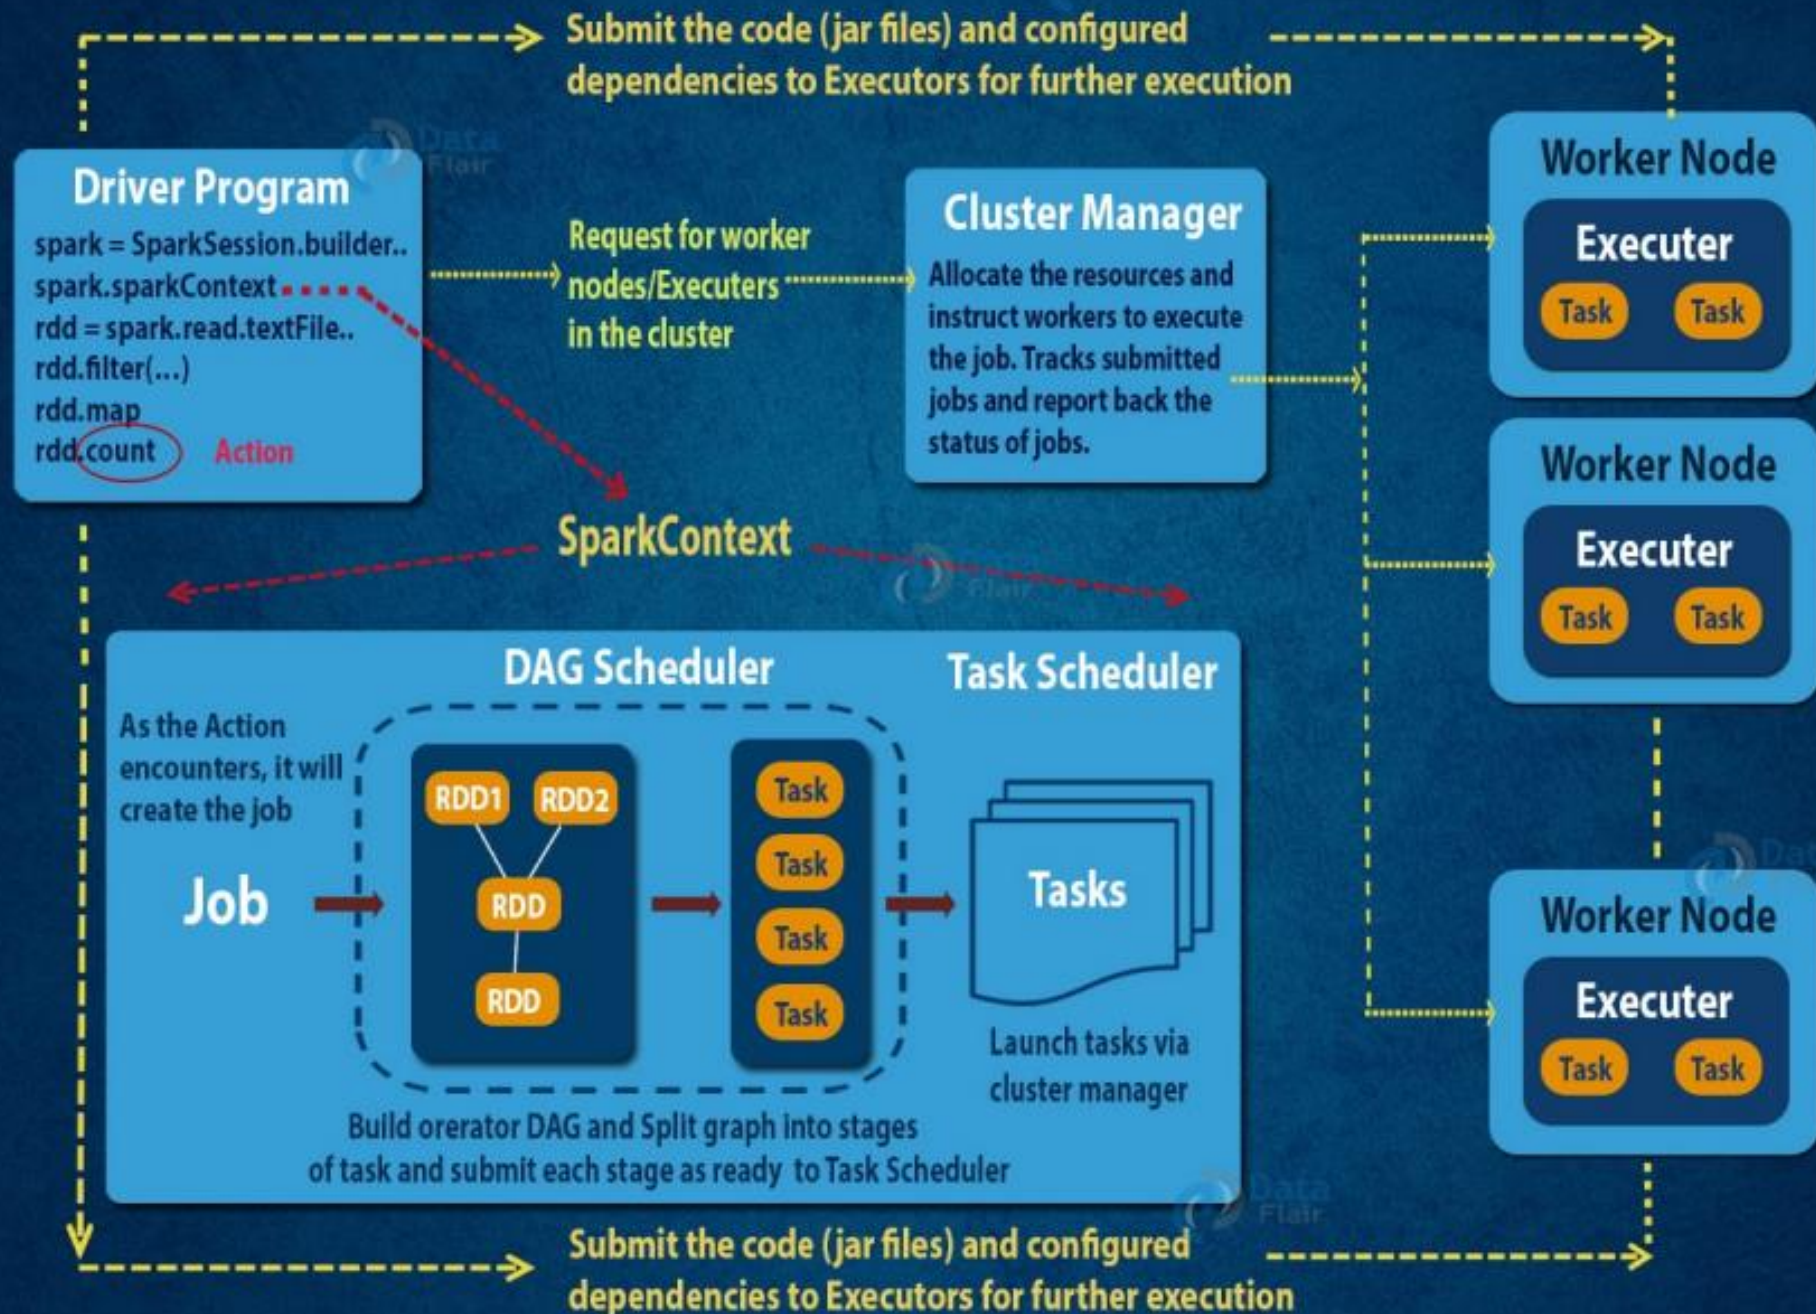 Submit the code (jar files) and configured
dependencies to Executors for further execution
Data
Flair
Driver Program
spark = SparkSession.builder..
spark.sparkContext
rdd = spark.read.textFile..
rdd.filter(...)
rdd.map
rdd.count
Action
Request for worker
nodes/Executers
in the cluster
Cluster Manager
Allocate the resources and
instruct workers to execute
the job. Tracks submitted
jobs and report back the
status of jobs.
Worker Node
Executer
Task Task
Worker Node
Executer
Task Task
Worker Node
Executer
Task Task
SparkContext
Flair
DAG Scheduler
Task Scheduler
As the Action
encounters, it will
create the job
Job
RDD1 RDD2
RDD
RDD
Task
Task
Task
Task
Tasks
Launch tasks via
cluster manager
Build orerator DAG and Split graph into stages
of task and submit each stage as ready to Task Scheduler
Data
Flair
Submit the code (jar files) and configured
dependencies to Executors for further execution